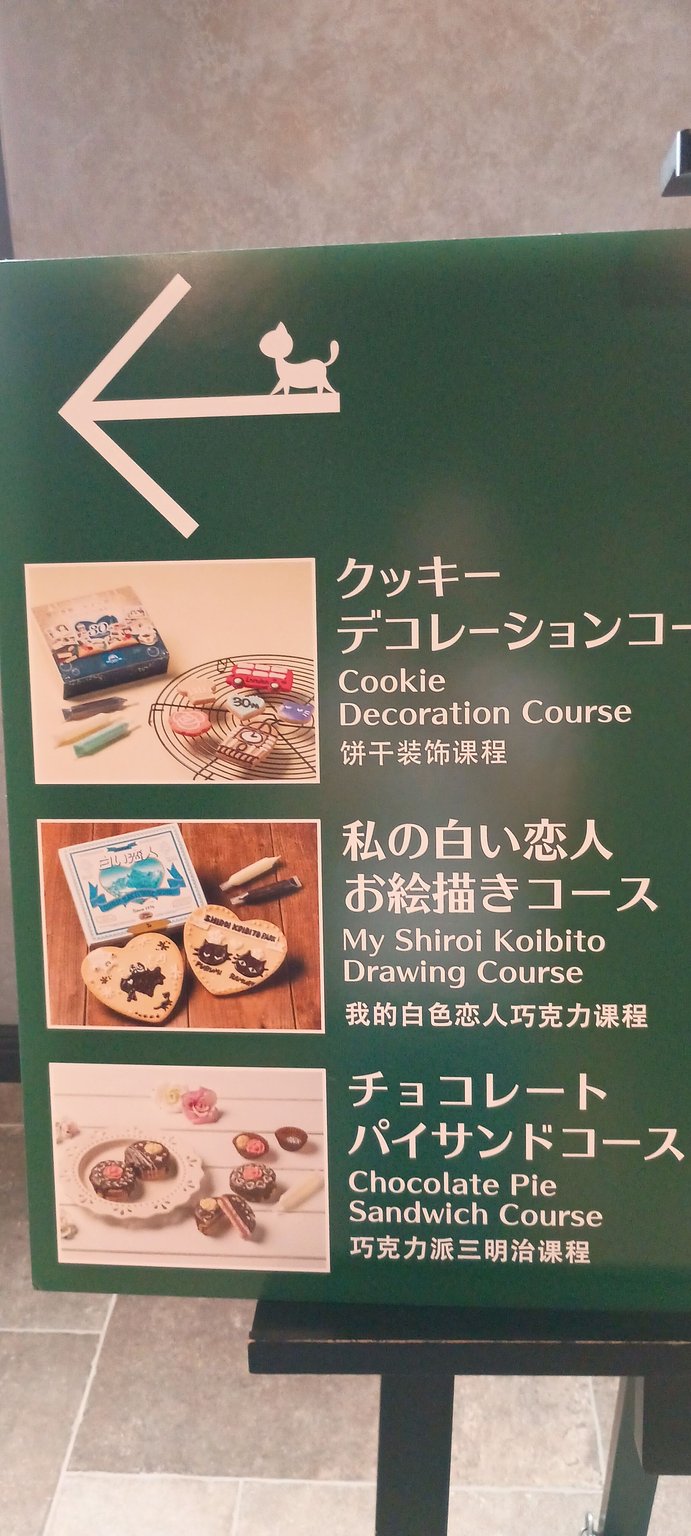 クッキー
デコレーションコー
Cookie
Decoration Course
饼干装饰课程
私の白い恋人
お絵描きコース
My Shiroi Koibito
Drawing Course
我的白色恋人巧克力课程
SHIROI KOIBITO PARK
チョコレート
パイサンドコース
Chocolate Pie
Sandwich Course
巧克力派三明治课程